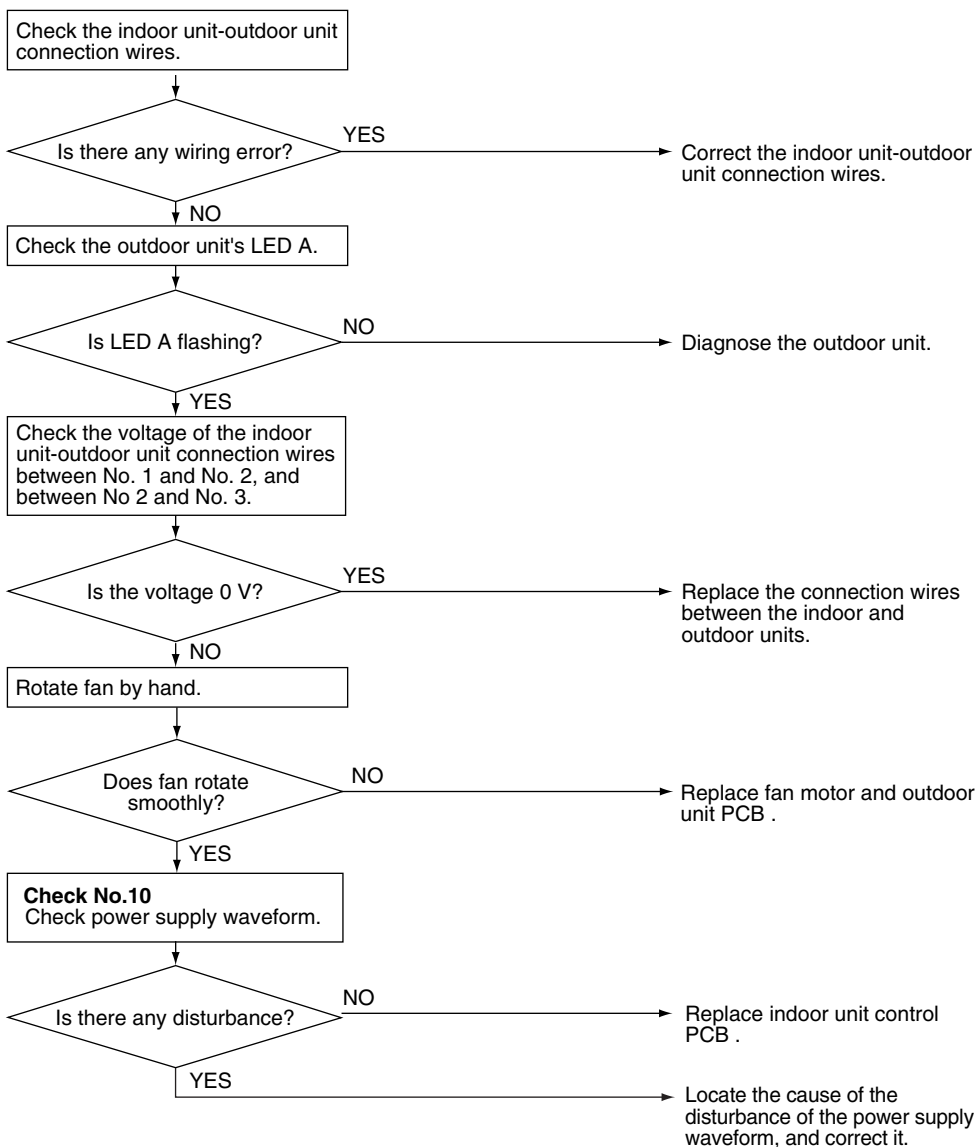 Check the indoor unit-outdoor unit
connection wires.
Is there any wiring error?
YES
Correct the indoor unit-outdoor
unit connection wires.
NO
Check the outdoor unit's LED A.
Is LED A flashing?
NO
Diagnose the outdoor unit.
YES
Check the voltage of the indoor
unit-outdoor unit connection wires
between No. 1 and No. 2, and
between No 2 and No. 3.
Is the voltage 0 V?
YES
Replace the connection wires
between the indoor and
outdoor units.
NO
Rotate fan by hand.
Does fan rotate
smoothly?
NO
Replace fan motor and outdoor
unit PCB .
YES
Check No.10
Check power supply waveform.
Is there any disturbance?
NO
Replace indoor unit control
PCB .
YES
Locate the cause of the
disturbance of the power supply
waveform, and correct it.